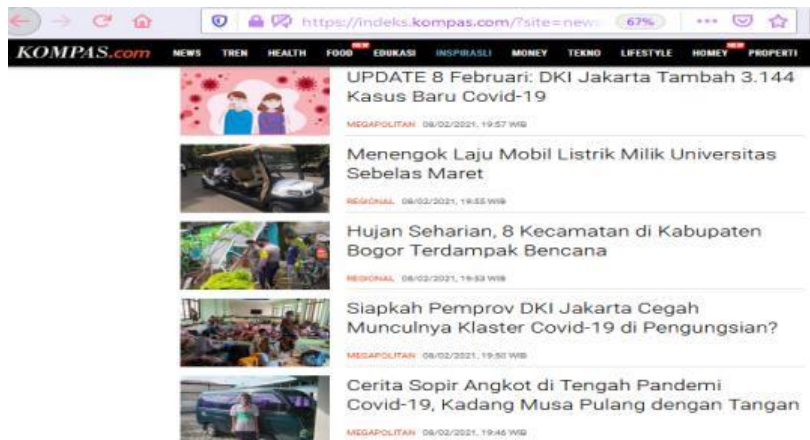 https://indeks.kompas.com/?site=news
67%
KOMPAS.com NEWS TREN HEALTH FOOD NEW EDUKASI INSPIRASLI MONEY TEKNO LIFESTYLE HOMEY NEW PROPERTI
UPDATE 8 Februari: DKI Jakarta Tambah 3.144
Kasus Baru Covid-19
MEGAPOLITAN 08/02/2021, 19:57 WIB
Menengok Laju Mobil Listrik Milik Universitas
Sebelas Maret
REGIONAL 08/02/2021, 19:55 WIB
Hujan Seharian, 8 Kecamatan di Kabupaten
Bogor Terdampak Bencana
REGIONAL 08/02/2021, 19:53 WIB
Siapkah Pemprov DKI Jakarta Cegah
Munculnya Klaster Covid-19 di Pengungsian?
MEGAPOLITAN 08/02/2021, 19:50 WIB
Cerita Sopir Angkot di Tengah Pandemi
Covid-19, Kadang Musa Pulang dengan Tangan
MEGAPOLITAN 08/02/2021, 19:46 WIB